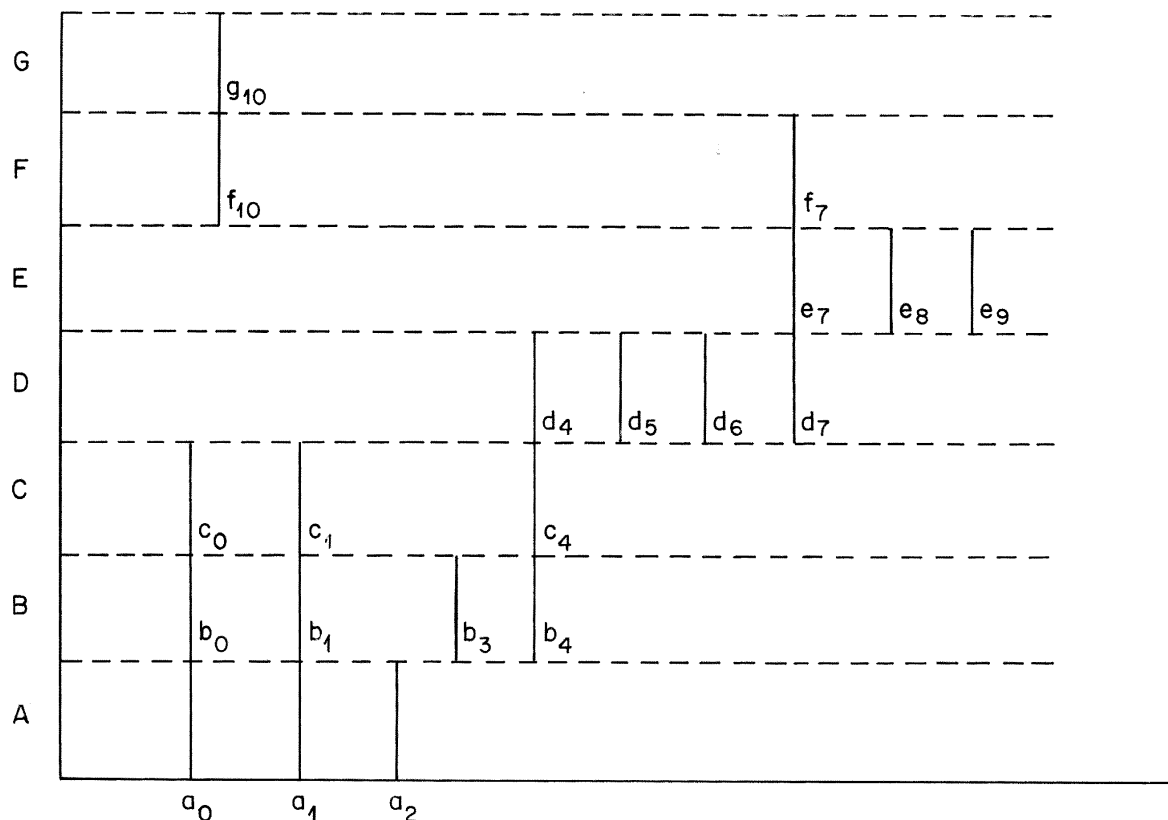 G
g₁₀
F
f₁₀ f₇
E
e₇ e₈ e₉
D
d₄ d₅ d₆ d₇
C
c₀ c₁ c₄
B
b₀ b₁ b₃ b₄
A
a₀ a₁ a₂